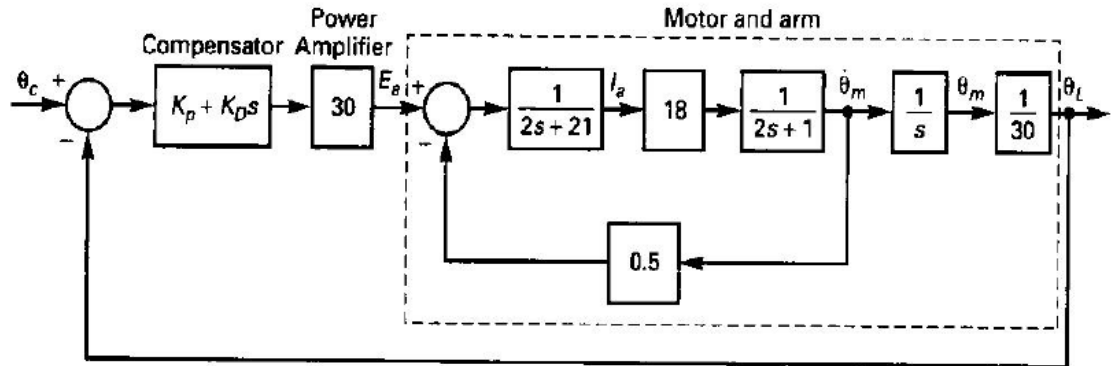 Motor and arm
Power
Compensator Amplifier
θc + − Kp + KDs 30 Ea + − 1/(2s + 21) Ia 18 1/(2s + 1) θ̇m 1/s θm 1/30 θL
0.5